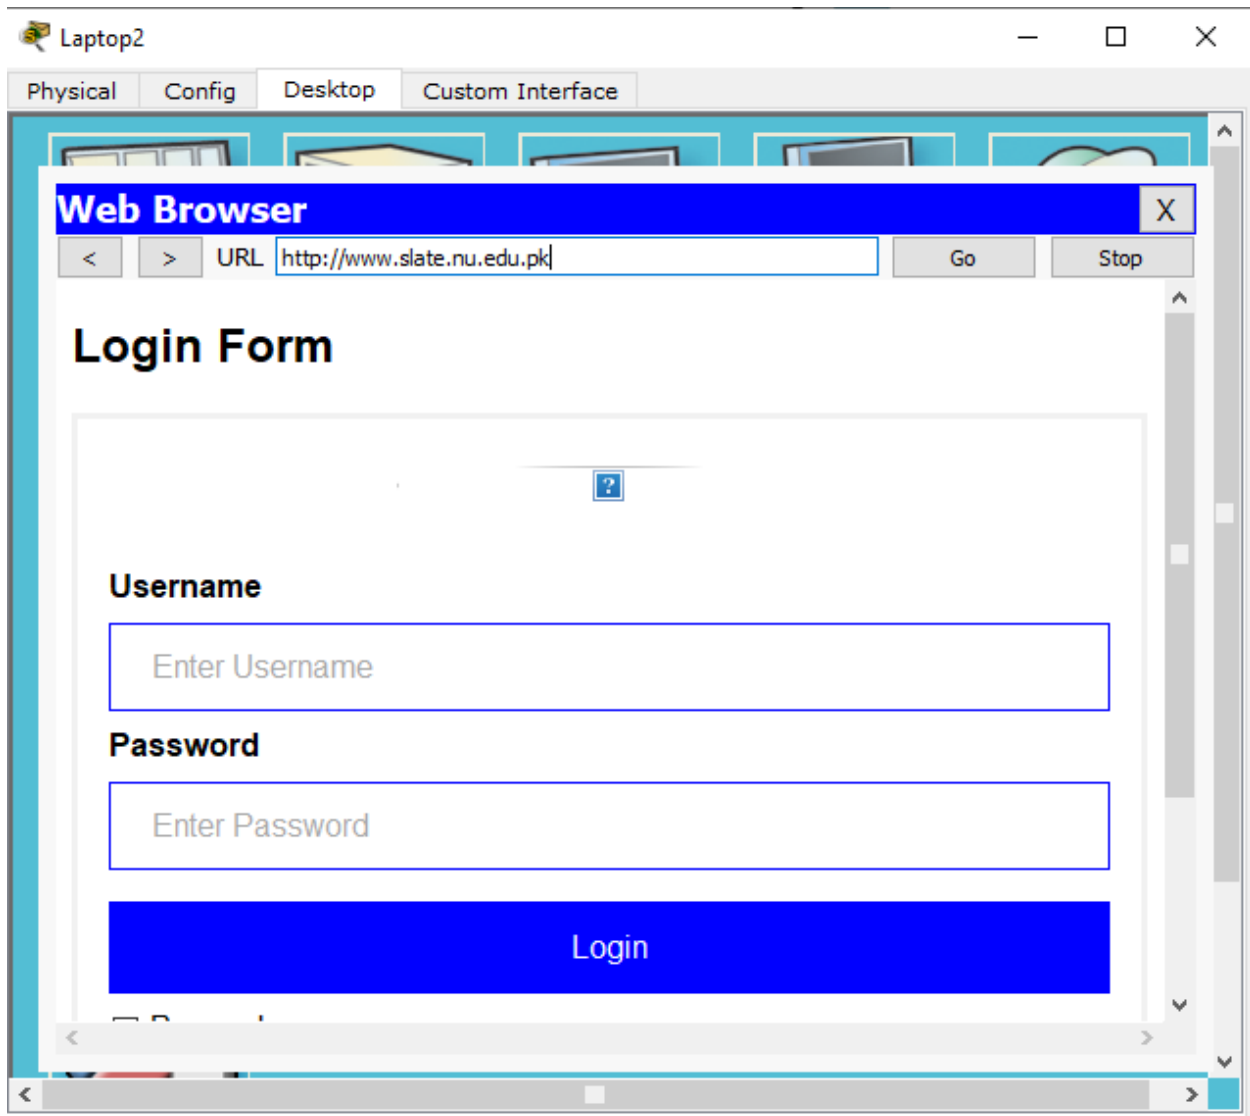 Laptop2
Physical Config Desktop Custom Interface
Web Browser X
< > URL http://www.slate.nu.edu.pk Go Stop
Login Form
?
Username
Enter Username
Password
Enter Password
Login